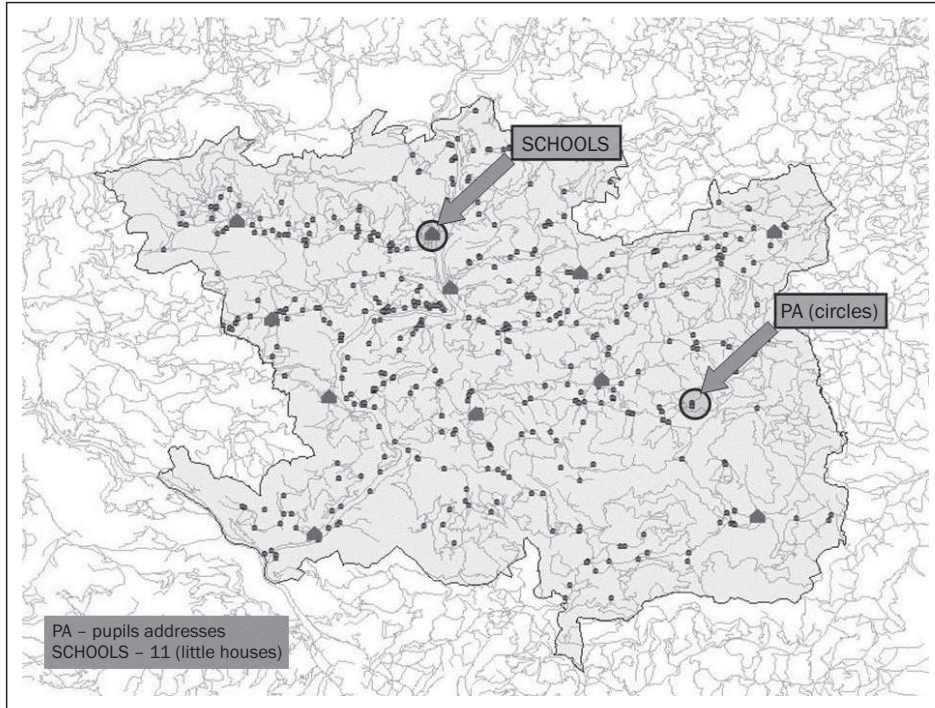 SCHOOLS
PA (circles)
PA – pupils addresses
SCHOOLS – 11 (little houses)